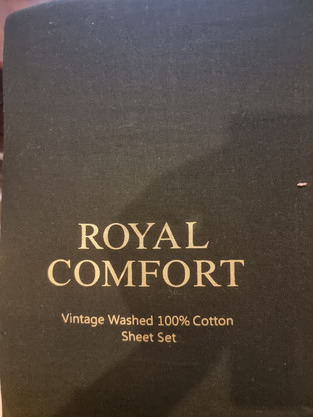 ROYAL
COMFORT
Vintage Washed 100% Cotton
Sheet Set